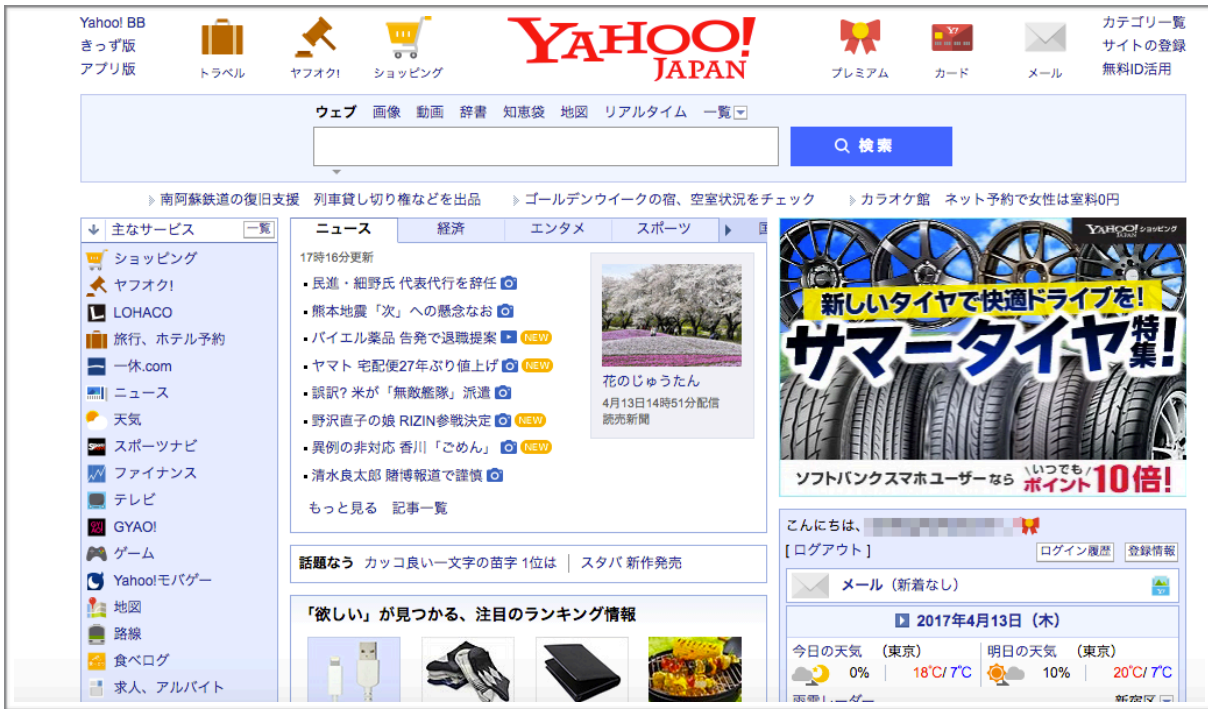 Yahoo! BB
きっず版
アプリ版
トラベル
ヤフオク!
ショッピング
YAHOO! JAPAN
プレミアム
カード
メール
カテゴリ一覧
サイトの登録
無料ID活用
ウェブ 画像 動画 辞書 知恵袋 地図 リアルタイム 一覧
検索
南阿蘇鉄道の復旧支援 列車貸し切り権などを出品
ゴールデンウイークの宿、空室状況をチェック
カラオケ館 ネット予約で女性は室料0円
主なサービス 一覧
ショッピング
ヤフオク!
LOHACO
旅行、ホテル予約
一休.com
ニュース
天気
スポーツナビ
ファイナンス
テレビ
GYAO!
ゲーム
Yahoo!モバゲー
地図
路線
食べログ
求人、アルバイト
ニュース 経済 エンタメ スポーツ
17時16分更新
民進・細野氏 代表代行を辞任
熊本地震「次」への懸念なお
バイエル薬品 告発で退職提案 NEW
ヤマト 宅配便27年ぶり値上げ NEW
誤訳? 米が「無敵艦隊」派遣
野沢直子の娘 RIZIN参戦決定 NEW
異例の非対応 香川「ごめん」 NEW
清水良太郎 賭博報道で謹慎
もっと見る 記事一覧
花のじゅうたん
4月13日14時51分配信
読売新聞
話題なう カッコ良い一文字の苗字 1位は スタバ 新作発売
「欲しい」が見つかる、注目のランキング情報
YAHOO! JAPAN ショッピング
新しいタイヤで快適ドライブを!
サマータイヤ特集!
ソフトバンクスマホユーザーなら いつでも ポイント10倍!
こんにちは、
[ ログアウト ]
ログイン履歴 登録情報
メール（新着なし）
2017年4月13日（木）
今日の天気 （東京）
0% 18℃/ 7℃
明日の天気 （東京）
10% 20℃/ 7℃